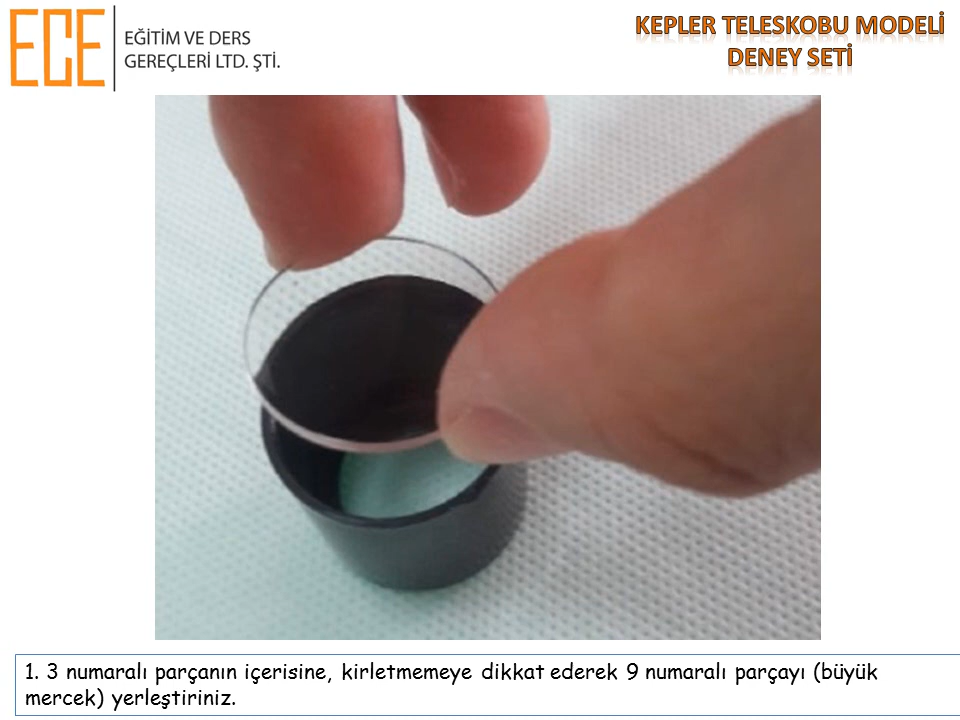 ECE
EĞİTİM VE DERS
GEREÇLERİ LTD. ŞTİ.
KEPLER TELESKOBU MODELİ
DENEY SETİ
1. 3 numaralı parçanın içerisine, kirletmemeye dikkat ederek 9 numaralı parçayı (büyük
mercek) yerleştiriniz.